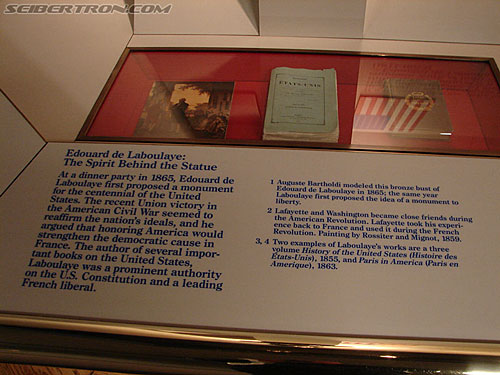 SEIBERTRON.COM
ÉTATS-UNIS
Edouard de Laboulaye:
The Spirit Behind the Statue
At a dinner party in 1865, Edouard de
Laboulaye first proposed a monument
for the centennial of the United
States. The recent Union victory in
the American Civil War seemed to
reaffirm the nation's ideals, and he
argued that honoring America would
strengthen the democratic cause in
France. The author of several impor-
tant books on the United States,
Laboulaye was a prominent authority
on the U.S. Constitution and a leading
French liberal.
1 Auguste Bartholdi modeled this bronze bust of
Edouard de Laboulaye in 1865; the same year
Laboulaye first proposed the idea of a monument to
liberty.
2 Lafayette and Washington became close friends during
the American Revolution. Lafayette took his experi-
ence back to France and used it during the French
Revolution. Painting by Rossiter and Mignot, 1859.
3, 4 Two examples of Laboulaye's works are a three
volume History of the United States (Histoire des
États-Unis), 1855, and Paris in America (Paris en
Amerique), 1863.